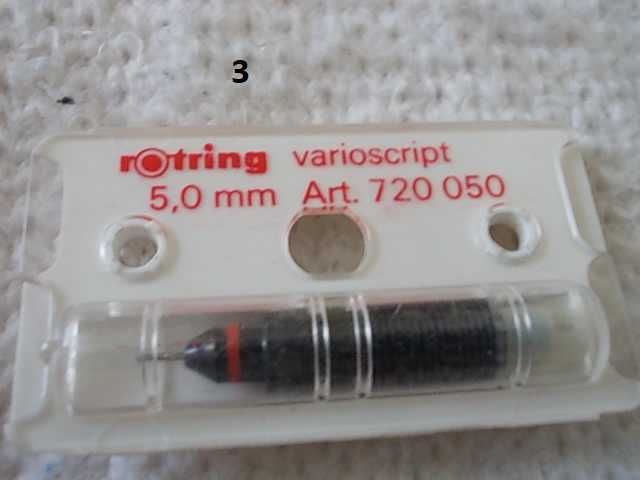 3
rotring varioscript
5,0 mm Art. 720 050